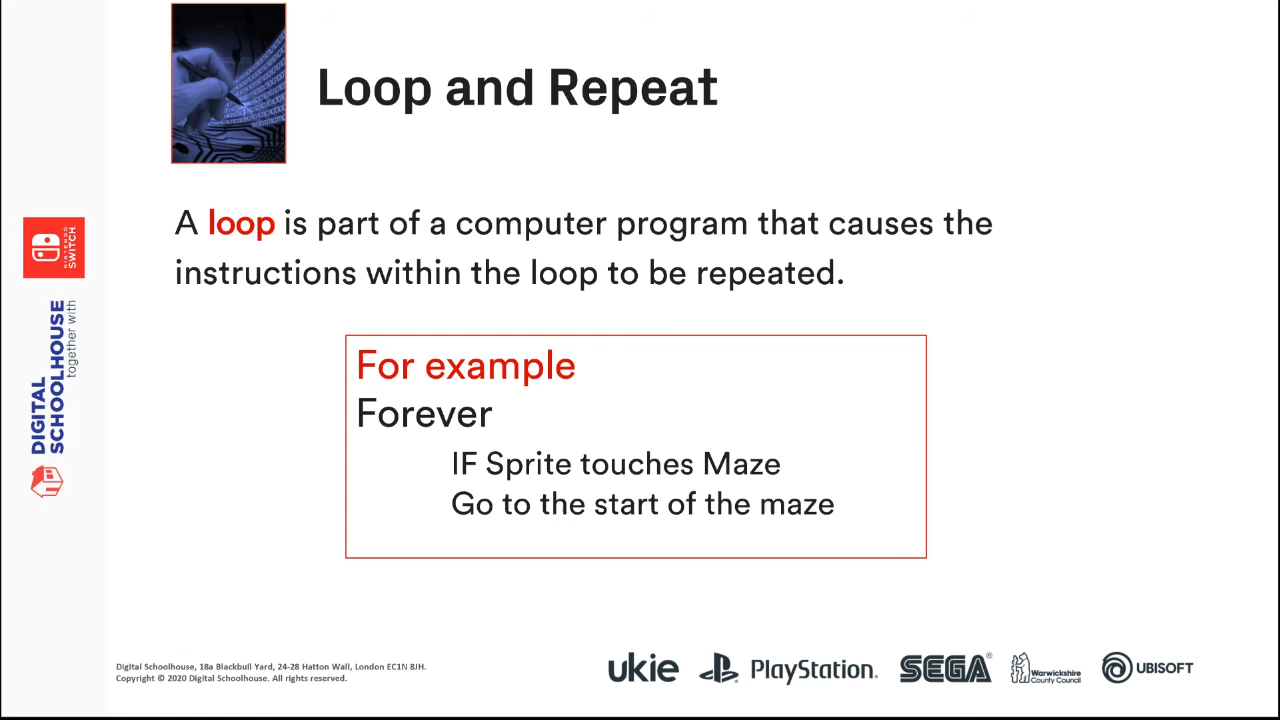 Loop and Repeat
A loop is part of a computer program that causes the
instructions within the loop to be repeated.
For example
Forever
IF Sprite touches Maze
Go to the start of the maze
NINTENDO
SWITCH
DIGITAL
SCHOOLHOUSE
together with
Digital Schoolhouse, 18a Blackbull Yard, 24-28 Hatton Wall, London EC1N 8JH.
Copyright © 2020 Digital Schoolhouse. All rights reserved.
ukie
PlayStation.
SEGA®
Warwickshire
County Council
UBISOFT